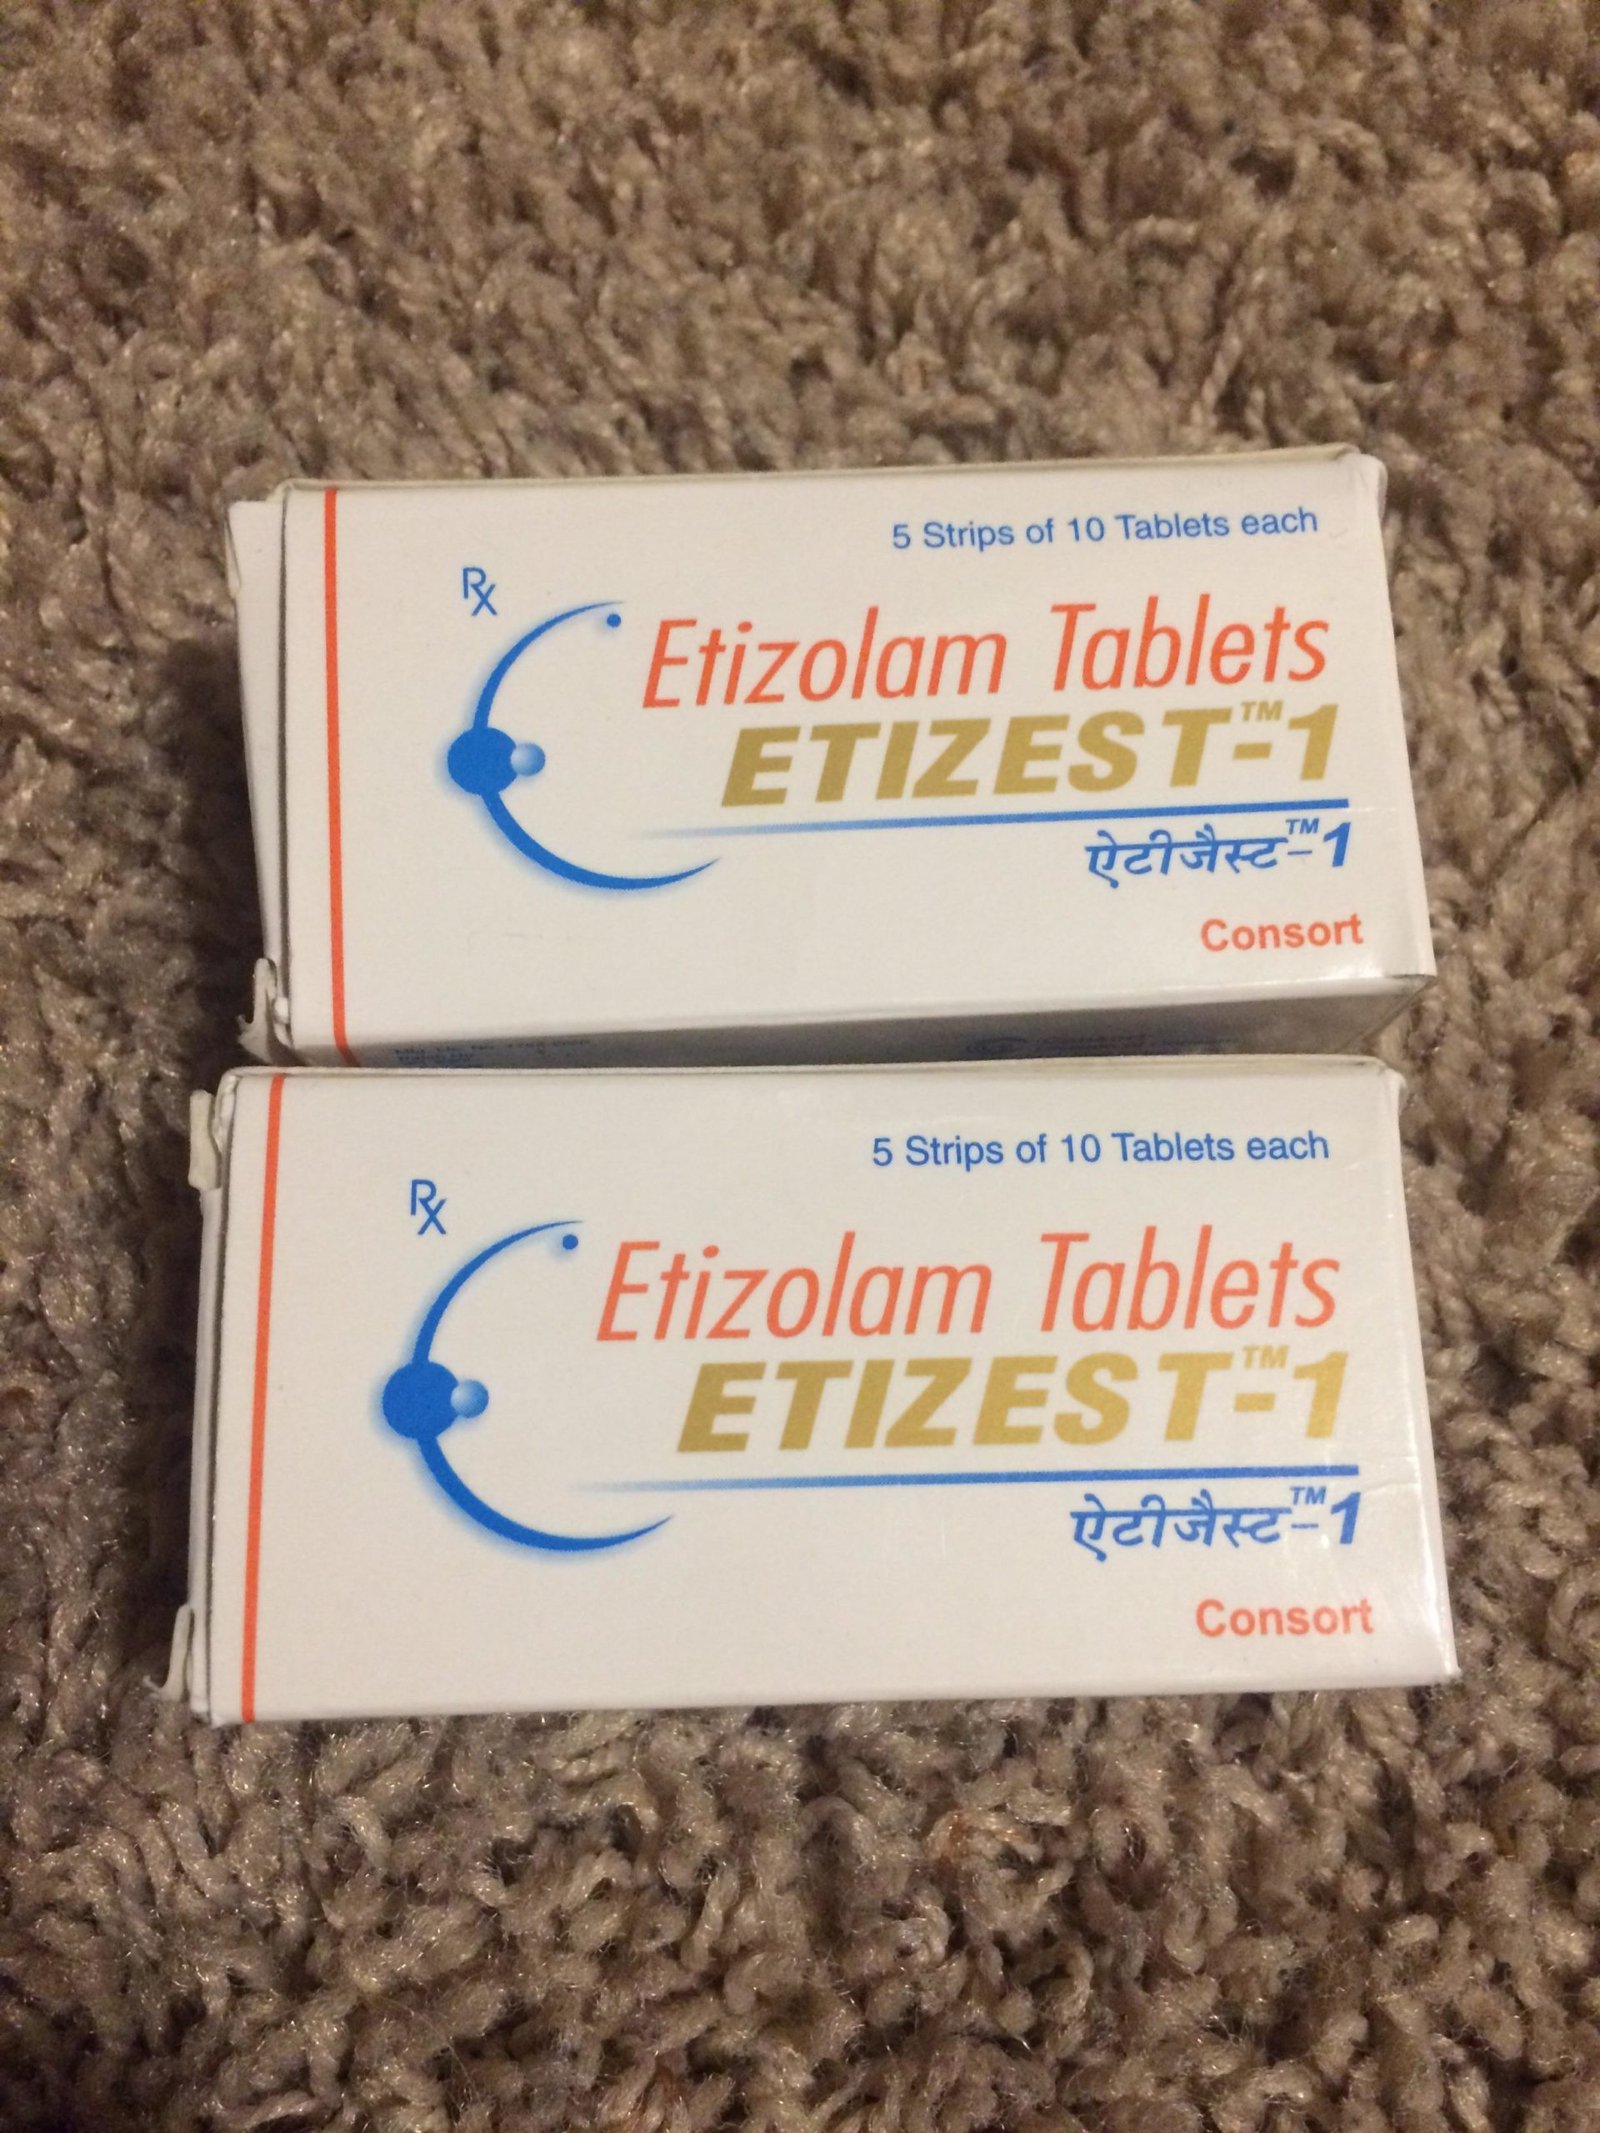 5 Strips of 10 Tablets each
Rx
Etizolam Tablets
ETIZEST™-1
ऐटीजैस्ट™-1
Consort
5 Strips of 10 Tablets each
Rx
Etizolam Tablets
ETIZEST™-1
ऐटीजैस्ट™-1
Consort